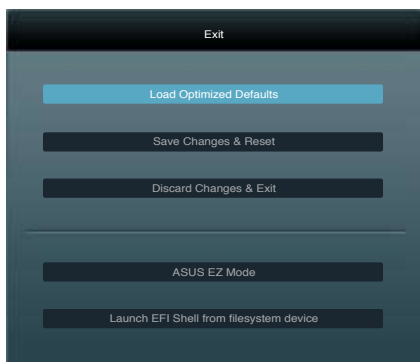 Exit
Load Optimized Defaults
Save Changes & Reset
Discard Changes & Exit
ASUS EZ Mode
Launch EFI Shell from filesystem device